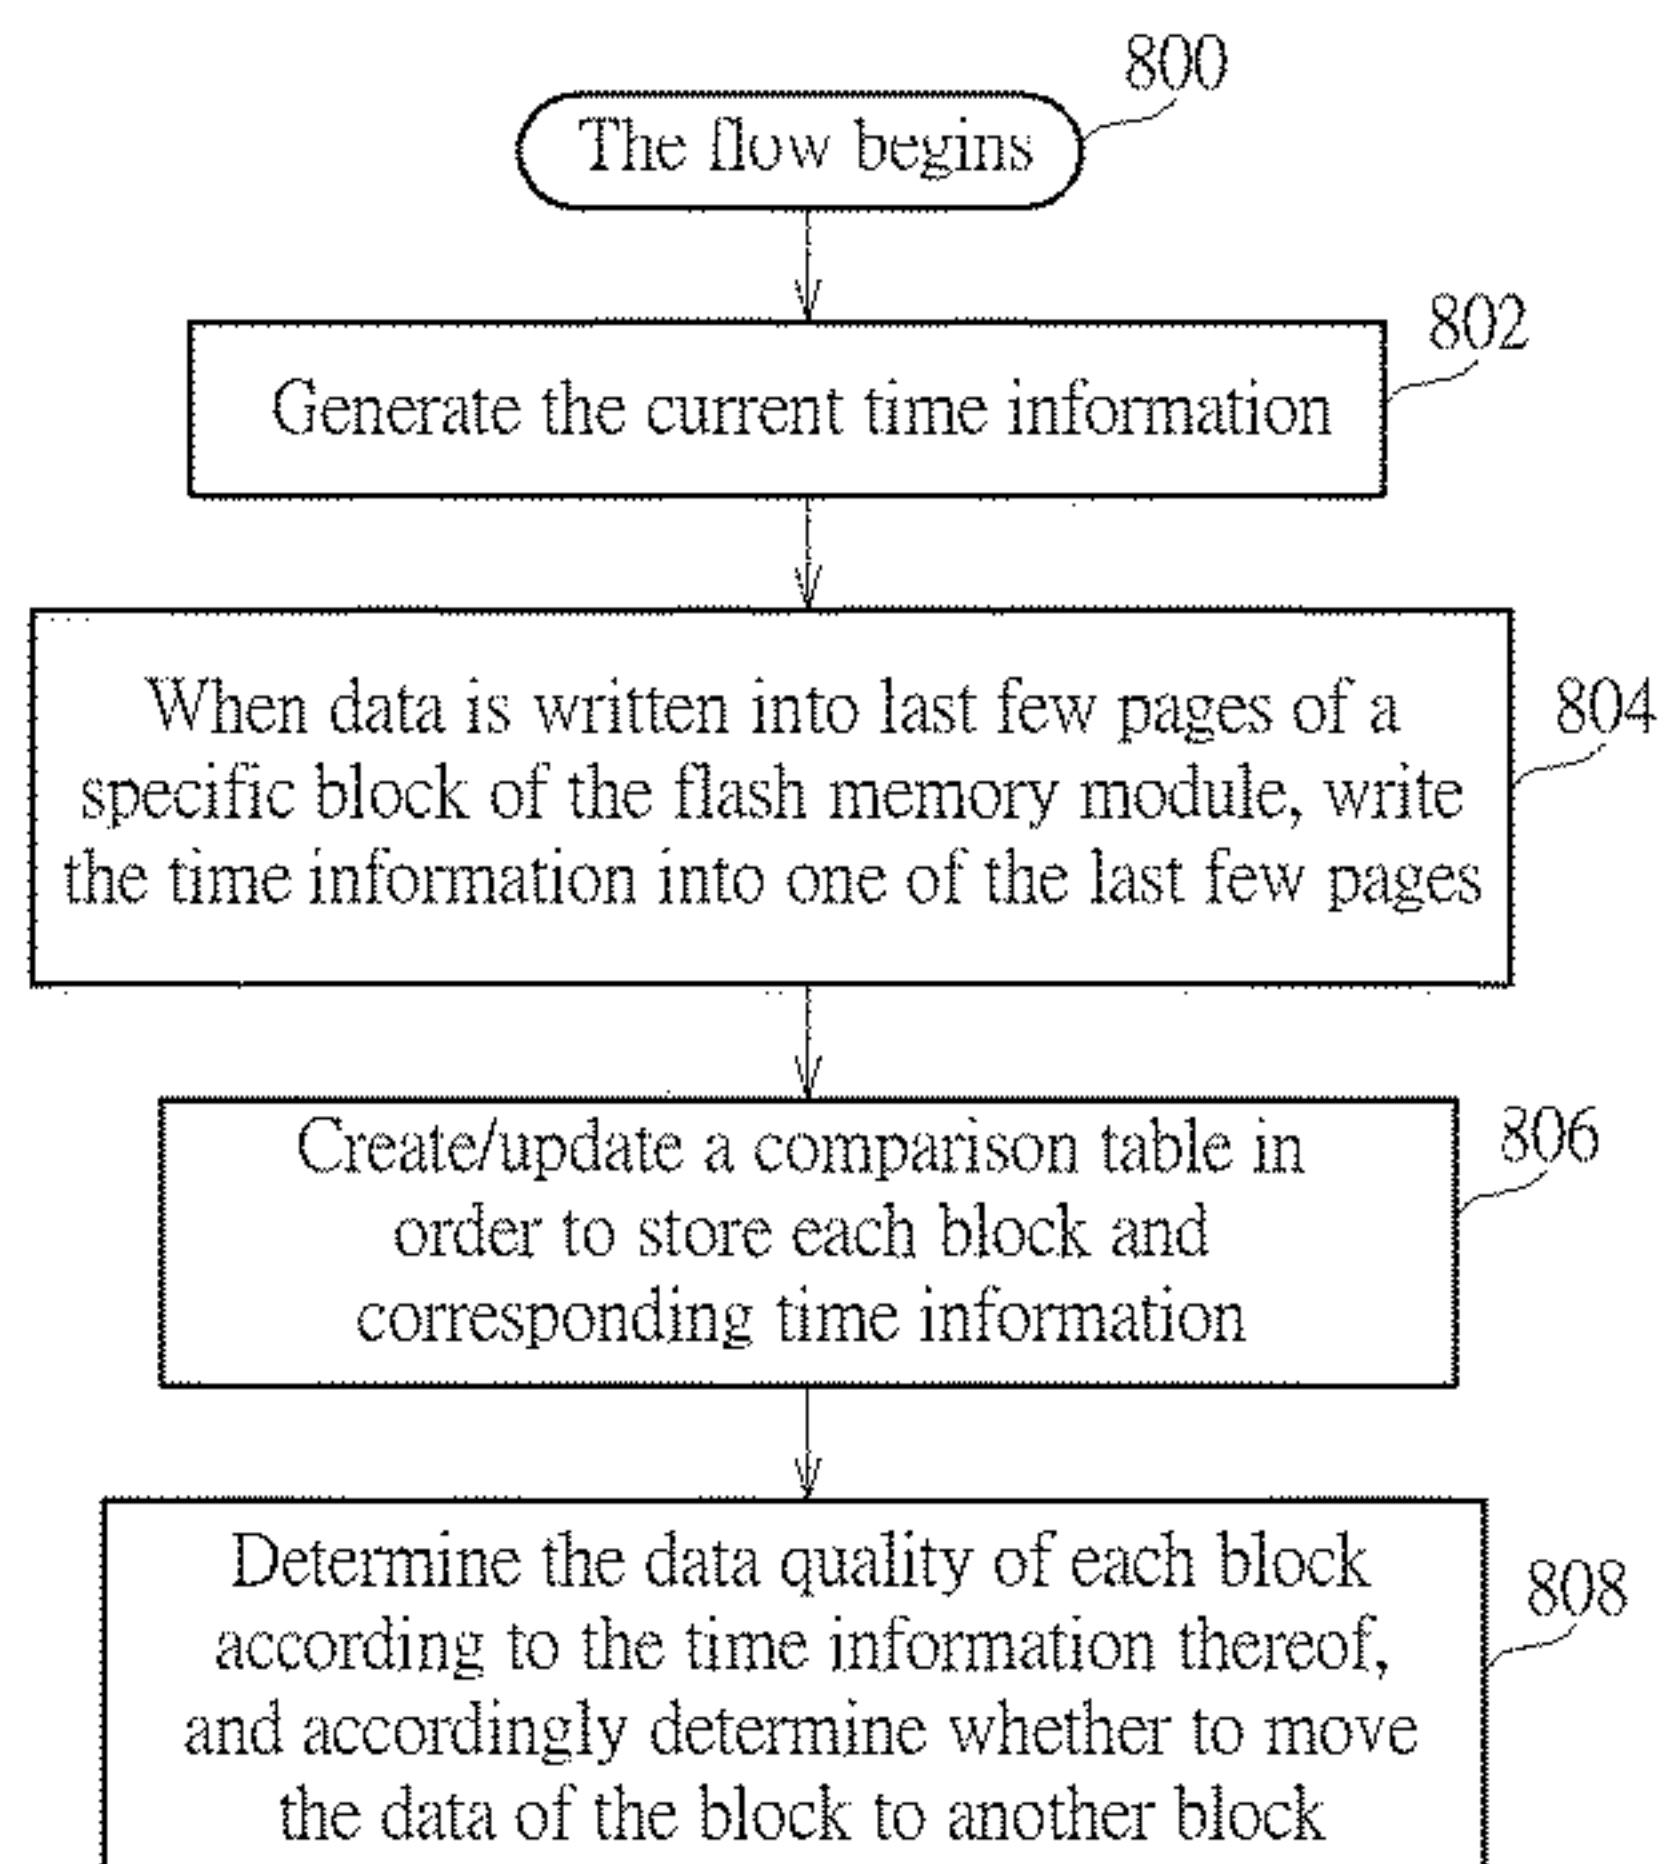 800
The flow begins
802
Generate the current time information
804
When data is written into last few pages of a
specific block of the flash memory module, write
the time information into one of the last few pages
806
Create/update a comparison table in
order to store each block and
corresponding time information
808
Determine the data quality of each block
according to the time information thereof,
and accordingly determine whether to move
the data of the block to another block